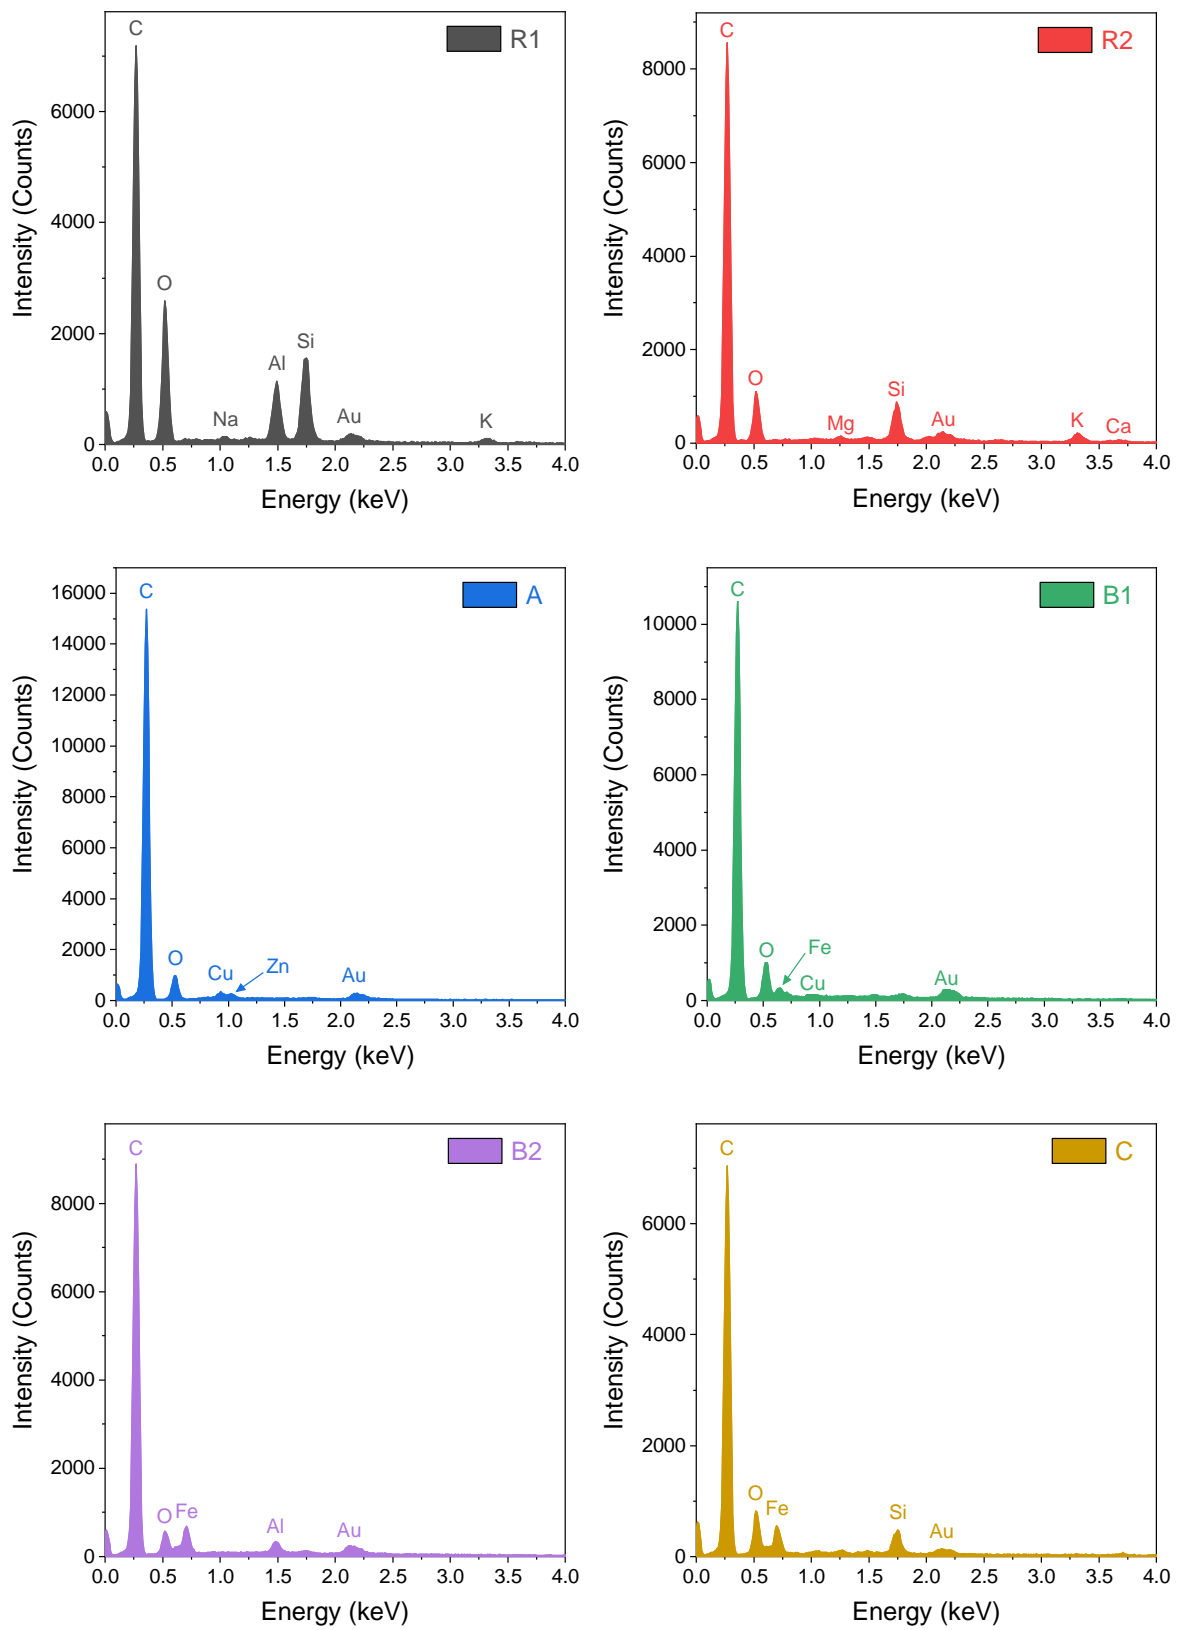 C
R1
6000
4000
2000
0
O
Na
Al
Si
Au
K
0.0 0.5 1.0 1.5 2.0 2.5 3.0 3.5 4.0
Energy (keV)
Intensity (Counts)
C
R2
8000
6000
4000
2000
0
O
Mg
Si
Au
K
Ca
0.0 0.5 1.0 1.5 2.0 2.5 3.0 3.5 4.0
Energy (keV)
Intensity (Counts)
C
A
16000
14000
12000
10000
8000
6000
4000
2000
0
O
Cu
Zn
Au
0.0 0.5 1.0 1.5 2.0 2.5 3.0 3.5 4.0
Energy (keV)
Intensity (Counts)
C
B1
10000
8000
6000
4000
2000
0
O
Fe
Cu
Au
0.0 0.5 1.0 1.5 2.0 2.5 3.0 3.5 4.0
Energy (keV)
Intensity (Counts)
C
B2
8000
6000
4000
2000
0
O
Fe
Al
Au
0.0 0.5 1.0 1.5 2.0 2.5 3.0 3.5 4.0
Energy (keV)
Intensity (Counts)
C
C
6000
4000
2000
0
O
Fe
Si
Au
0.0 0.5 1.0 1.5 2.0 2.5 3.0 3.5 4.0
Energy (keV)
Intensity (Counts)